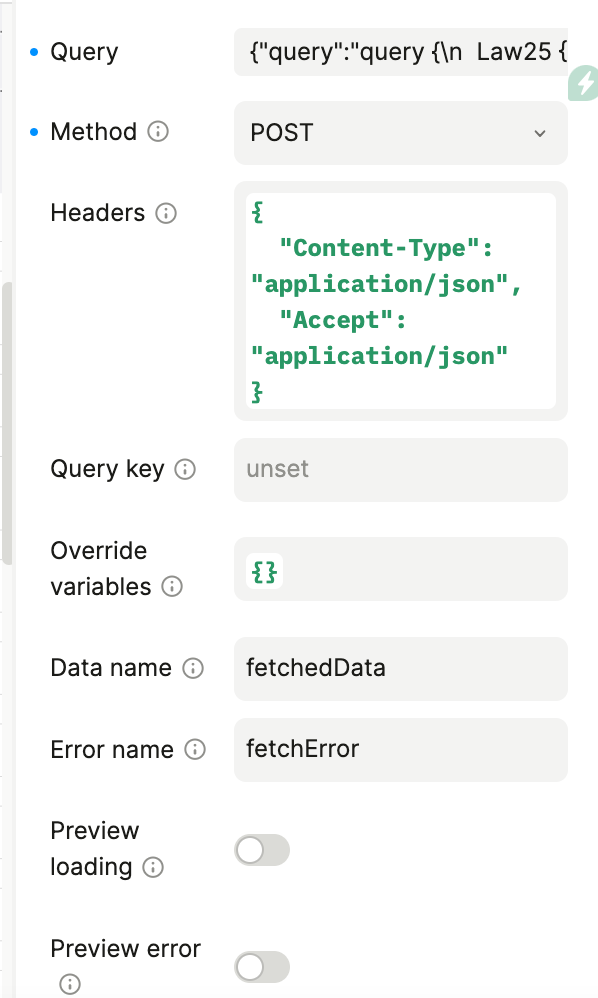 Query
{"query":"query {\n  Law25 {
Method
POST
Headers
{
"Content-Type":
"application/json",
"Accept":
"application/json"
}
Query key
unset
Override
variables
{}
Data name
fetchedData
Error name
fetchError
Preview
loading
Preview error